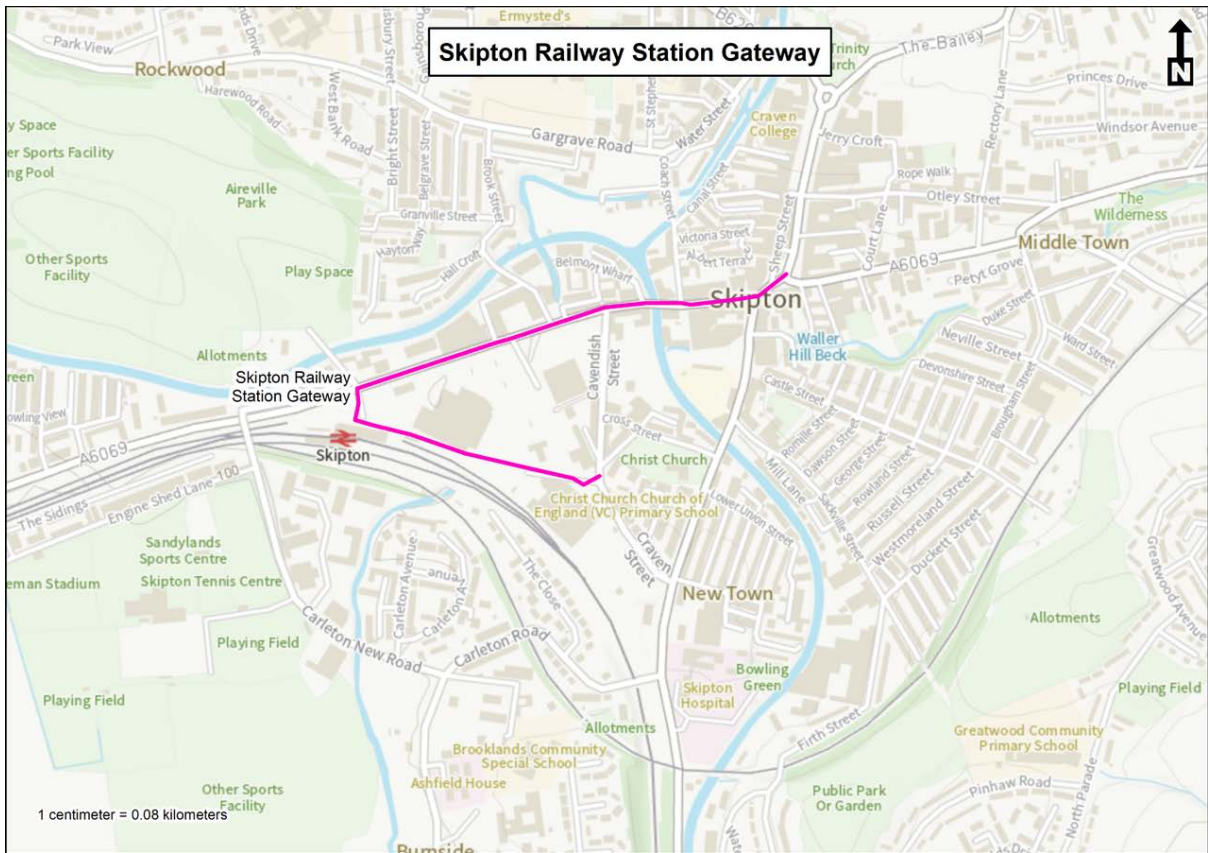 Skipton Railway Station Gateway
N
Ermysted's
Park View
Rockwood
Harewood Road
West Bank Road
Bright Street
Belgrave Street
Brook Street
Gargrave Road
St Stephen
Water Street
Coach Street
Canal Street
Craven
College
Trinity
The Bailey
Jerry Croft
Rope Walk
Otley Street
Rectory Lane
Princes Drive
Windsor Avenue
The
Wilderness
Middle Town
Court Lane
Sheep Street
A6069
Petyt Grove
Duke Street
Aireville
Park
Granville Street
Hall Croft
Belmont Wharf
Victoria Street
Play Space
Other Sports
Facility
Allotments
Skipton Railway
Station Gateway
Skipton
Waller
Hill Beck
Neville Street
Ward Street
Devonshire Street
Brougham Street
Castle Street
Romille Street
Dawson Street
George Street
Rowland Street
Russell Street
Westmoreland Street
Duckett Street
Sackville Street
Mill Lane
Cavendish
Street
Cross Street
Christ Church
Christ Church Church of
England (VC) Primary School
Lower Union Street
Craven
Street
New Town
A6069
Skipton
The Sidings
Engine Shed Lane
100
Sandylands
Sports Centre
Skipton Tennis Centre
Playing Field
Carleton Avenue
Carleton New Road
Carleton Road
The Close
Playing Field
Other Sports
Facility
Skipton
Hospital
Bowling
Green
Allotments
Brooklands Community
Special School
Ashfield House
Burnside
Firth Street
Allotments
Greatwood Avenue
Playing Field
Greatwood Community
Primary School
Pinhaw Road
North Parade
Public Park
Or Garden
1 centimeter = 0.08 kilometers